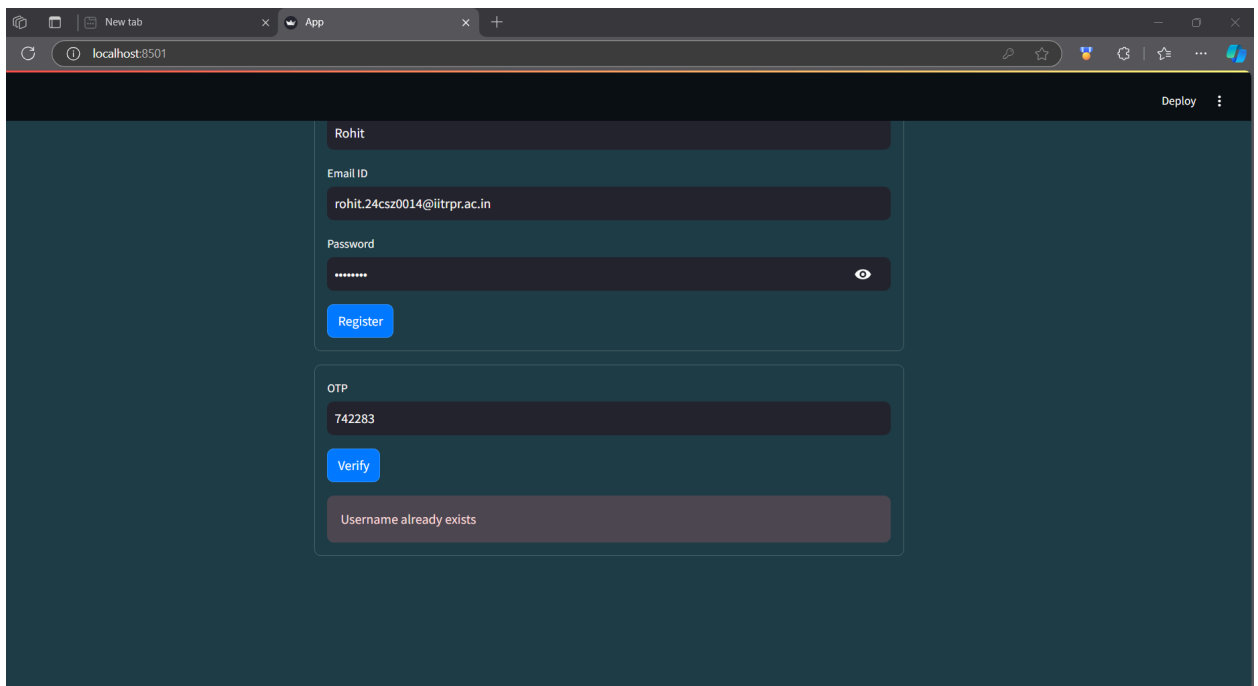 New tab
App
localhost:8501
Deploy
Rohit
Email ID
rohit.24csz0014@iitrpr.ac.in
Password
••••••••
Register
OTP
742283
Verify
Username already exists